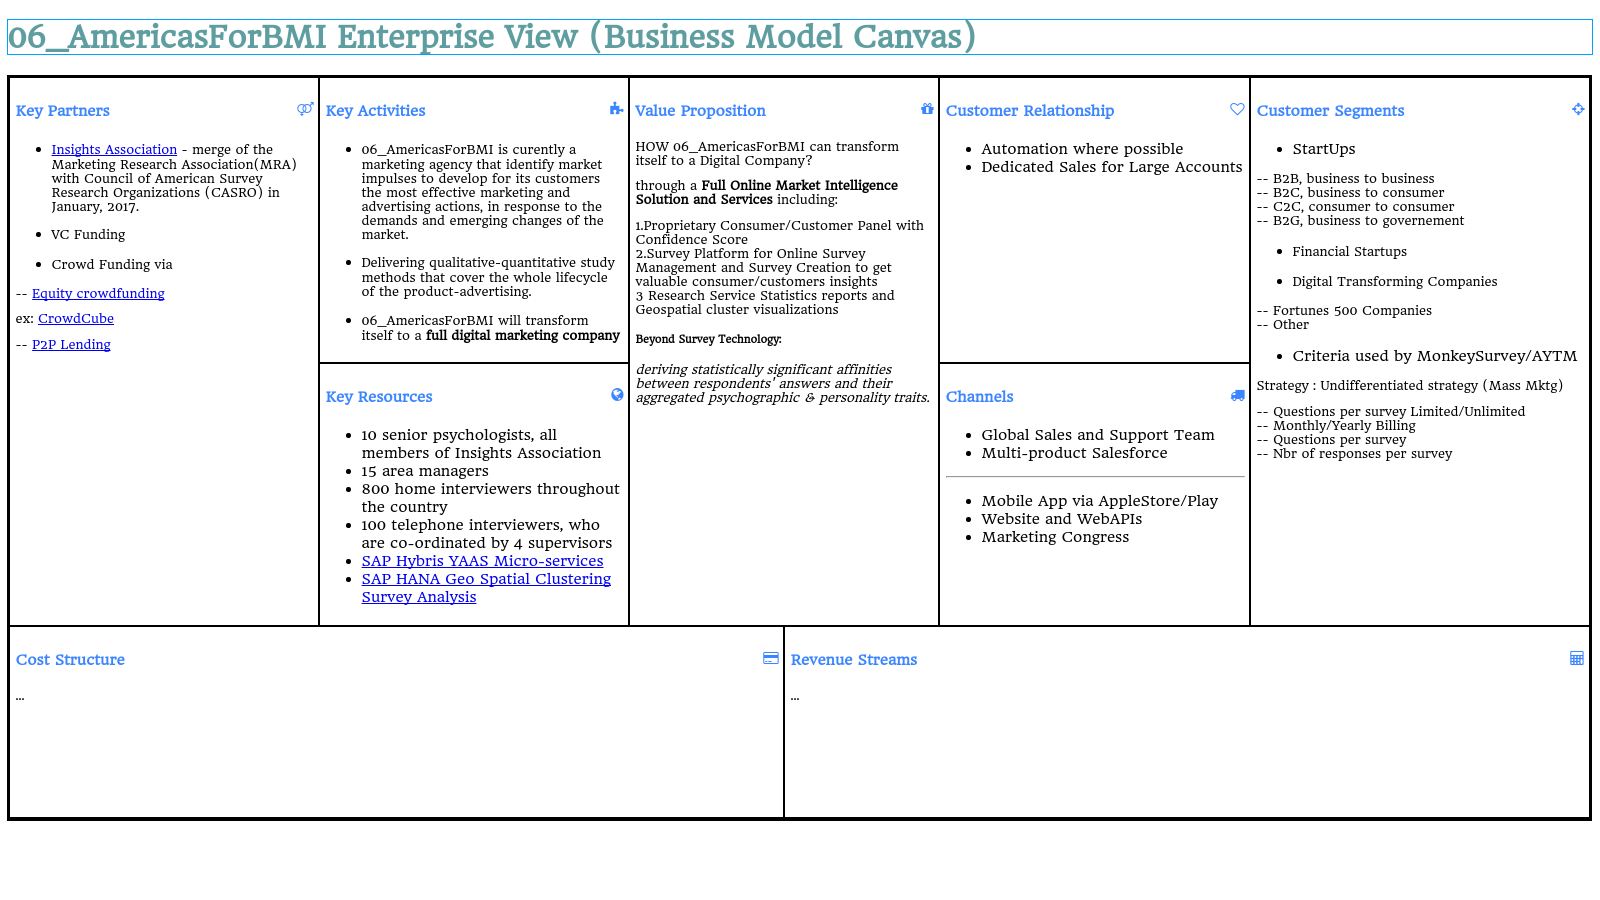 06_AmericasForBMI Enterprise View (Business Model Canvas)
Key Partners
Insights Association - merge of the
Marketing Research Association(MRA)
with Council of American Survey
Research Organizations (CASRO) in
January, 2017.
VC Funding
Crowd Funding via
-- Equity crowdfunding
ex: CrowdCube
-- P2P Lending
Key Activities
06_AmericasForBMI is curently a
marketing agency that identify market
impulses to develop for its customers
the most effective marketing and
advertising actions, in response to the
demands and emerging changes of the
market.
Delivering qualitative-quantitative study
methods that cover the whole lifecycle
of the product-advertising.
06_AmericasForBMI will transform
itself to a full digital marketing company
Key Resources
10 senior psychologists, all
members of Insights Association
15 area managers
800 home interviewers throughout
the country
100 telephone interviewers, who
are co-ordinated by 4 supervisors
SAP Hybris YAAS Micro-services
SAP HANA Geo Spatial Clustering
Survey Analysis
Value Proposition
HOW 06_AmericasForBMI can transform
itself to a Digital Company?
through a Full Online Market Intelligence
Solution and Services including:
1.Proprietary Consumer/Customer Panel with
Confidence Score
2.Survey Platform for Online Survey
Management and Survey Creation to get
valuable consumer/customers insights
3 Research Service Statistics reports and
Geospatial cluster visualizations
Beyond Survey Technology:
deriving statistically significant affinities
between respondents' answers and their
aggregated psychographic & personality traits.
Customer Relationship
Automation where possible
Dedicated Sales for Large Accounts
Channels
Global Sales and Support Team
Multi-product Salesforce
Mobile App via AppleStore/Play
Website and WebAPIs
Marketing Congress
Customer Segments
StartUps
-- B2B, business to business
-- B2C, business to consumer
-- C2C, consumer to consumer
-- B2G, business to governement
Financial Startups
Digital Transforming Companies
-- Fortunes 500 Companies
-- Other
Criteria used by MonkeySurvey/AYTM
Strategy : Undifferentiated strategy (Mass Mktg)
-- Questions per survey Limited/Unlimited
-- Monthly/Yearly Billing
-- Questions per survey
-- Nbr of responses per survey
Cost Structure
...
Revenue Streams
...